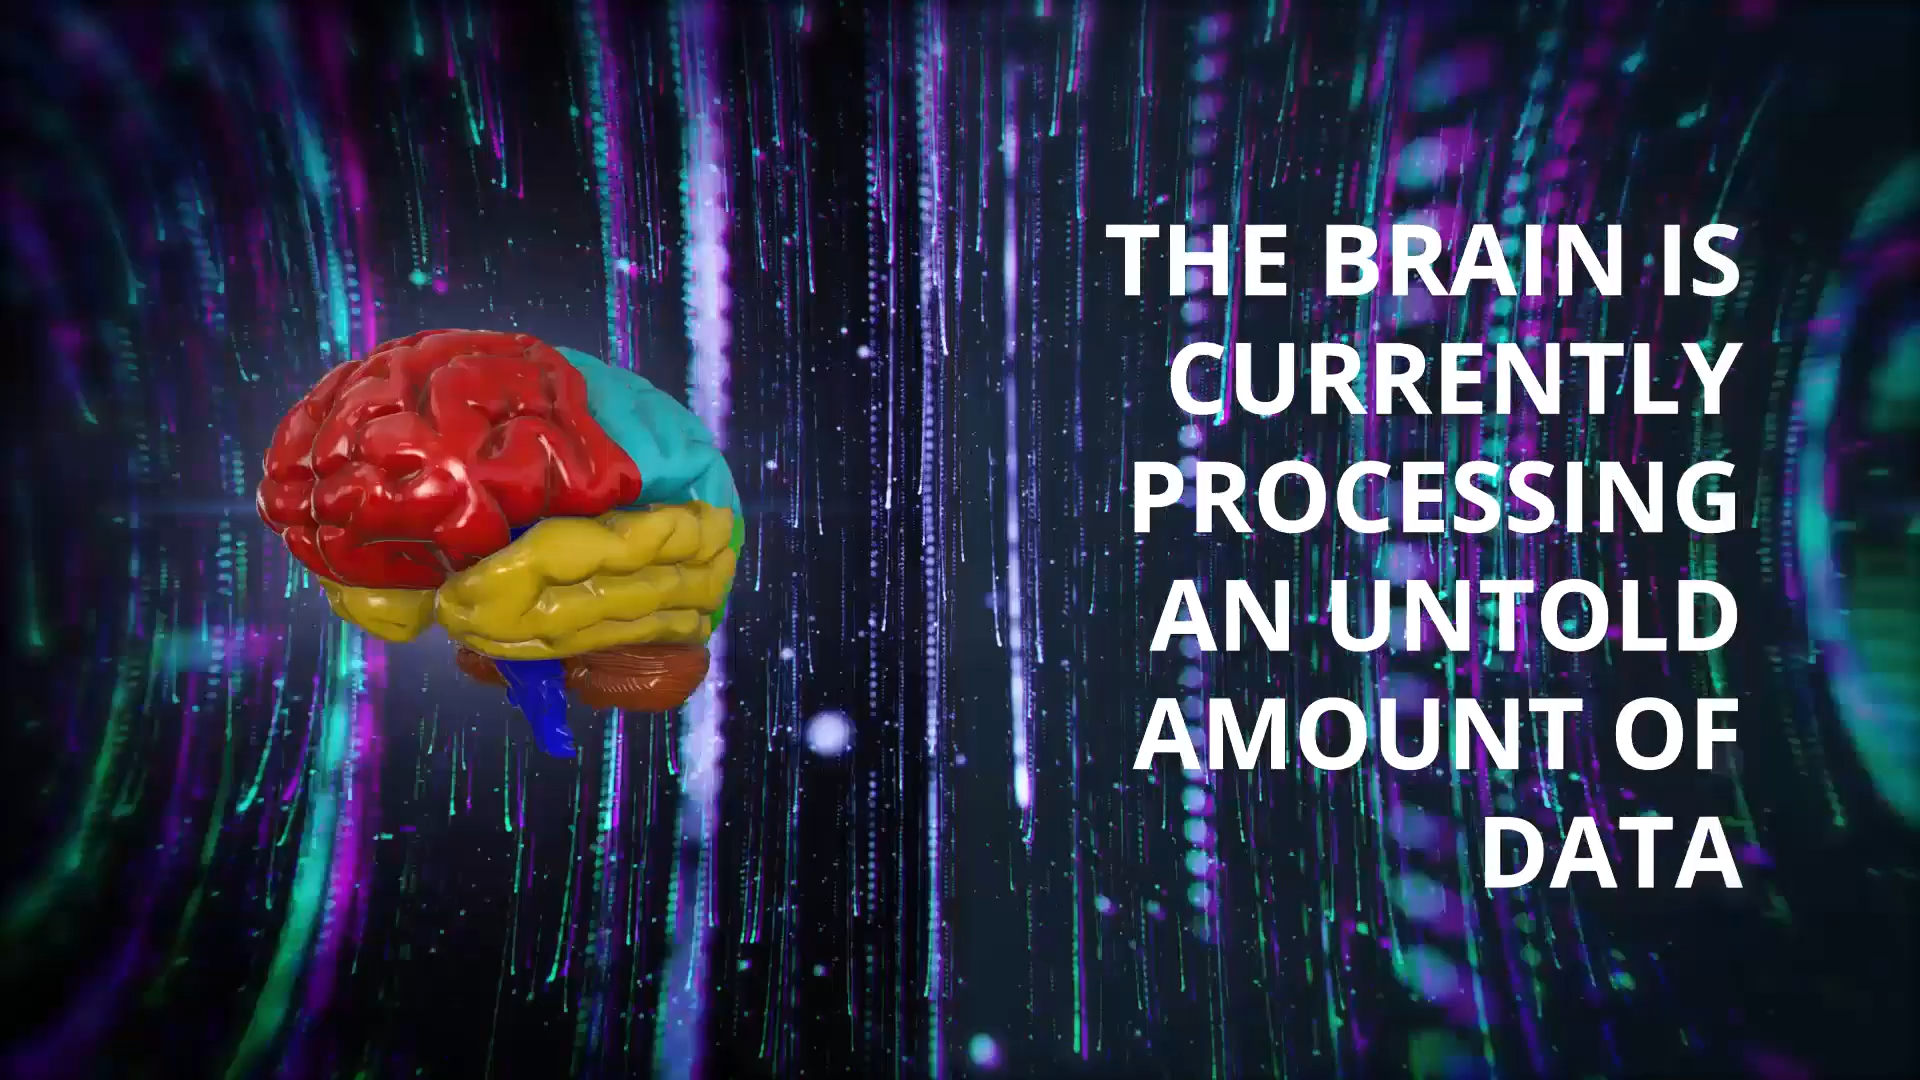 THE BRAIN IS
CURRENTLY
PROCESSING
AN UNTOLD
AMOUNT OF
DATA